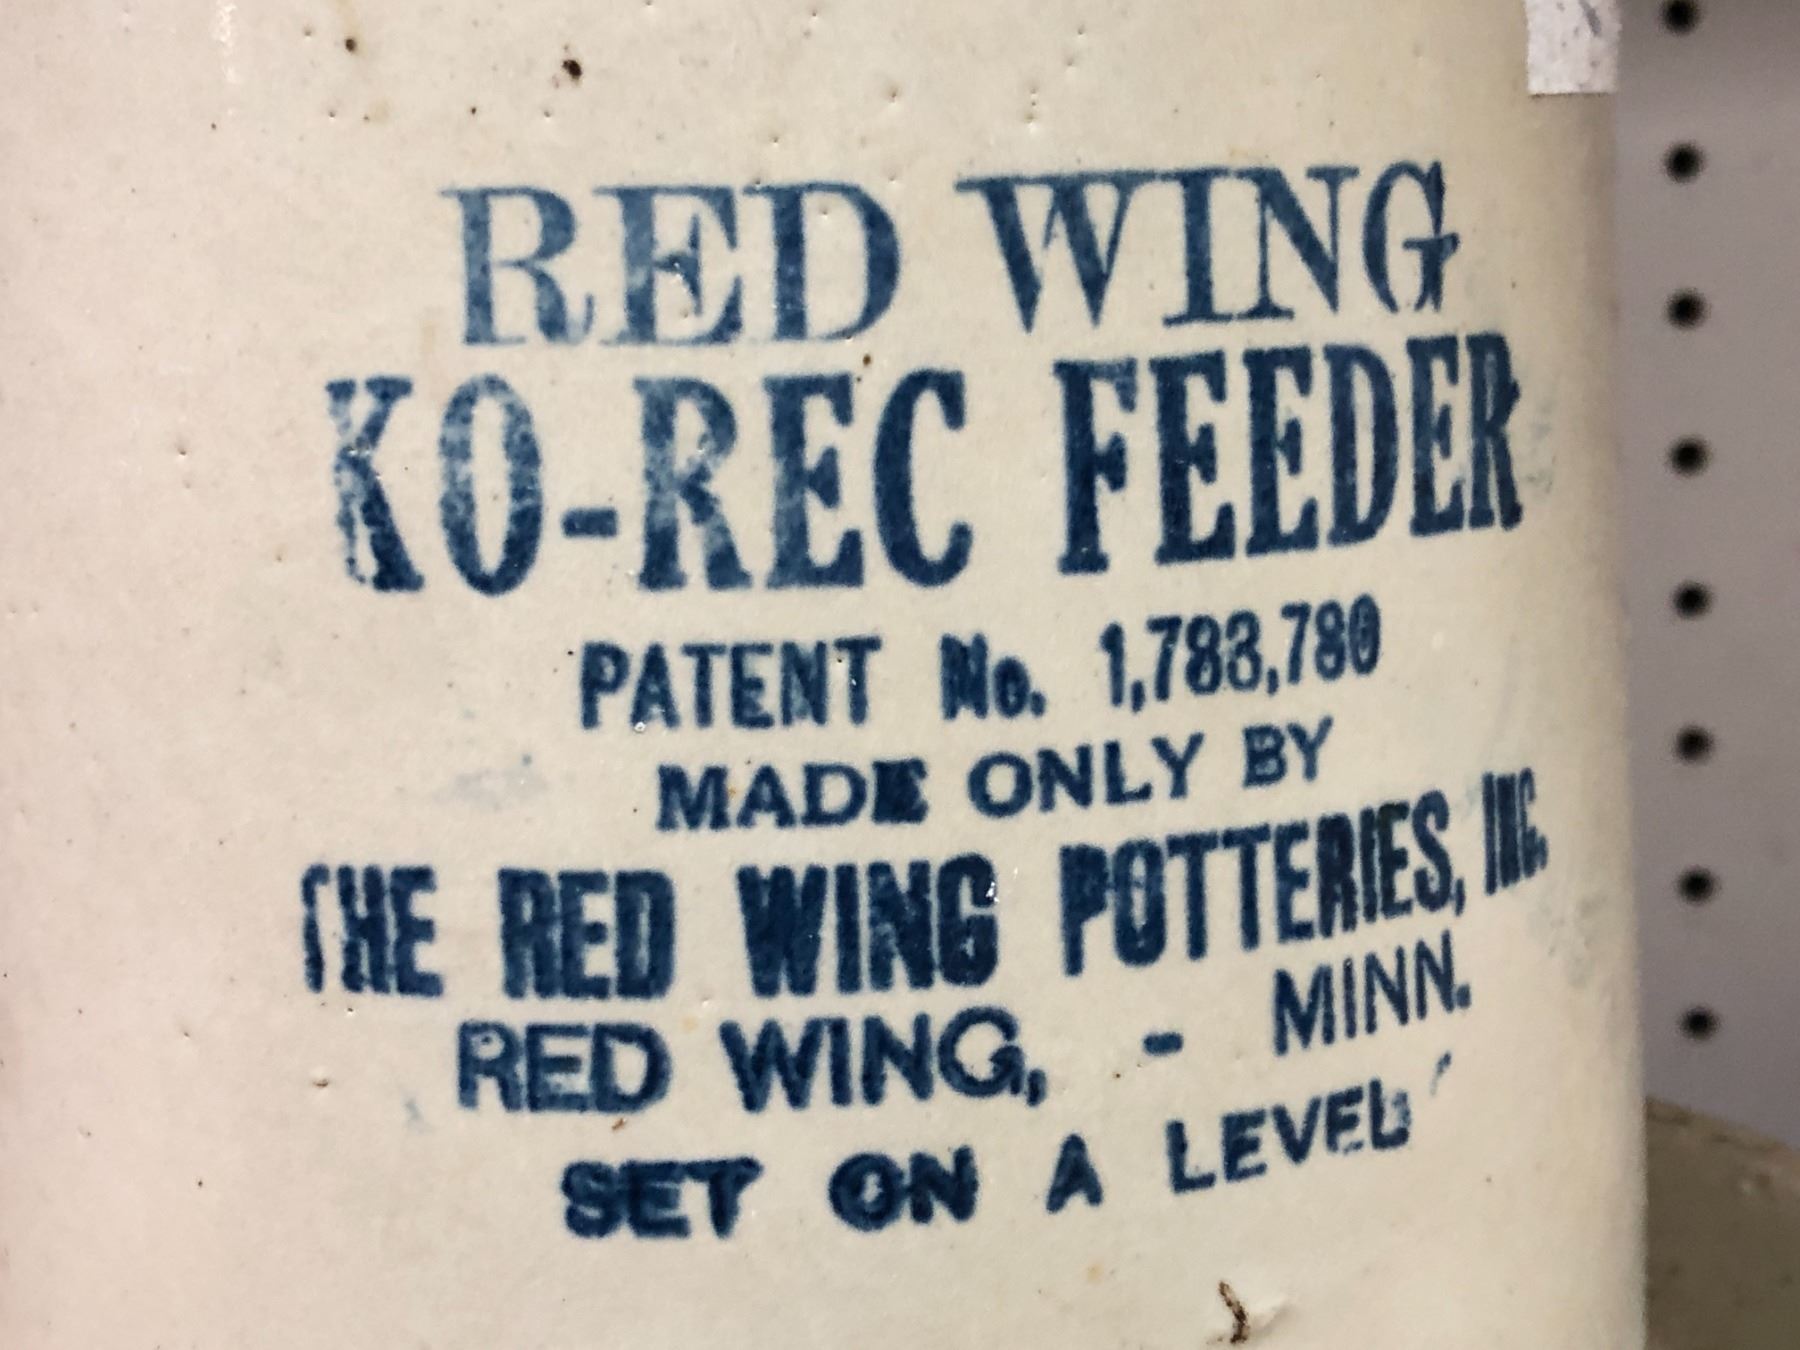 RED WING
KO-REC FEEDER
PATENT No. 1,783,780
MADE ONLY BY
THE RED WING POTTERIES, INC.
RED WING, - MINN.
SET ON A LEVEL